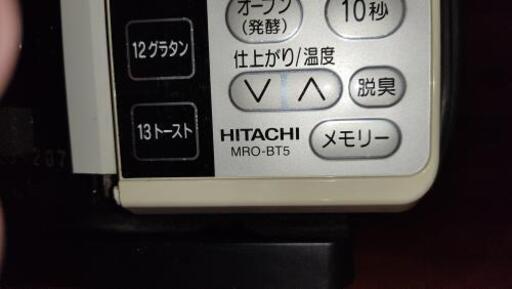 オーブン
(発酵)
10秒
12グラタン
仕上がり/温度
脱臭
13トースト
HITACHI
MRO-BT5
メモリー